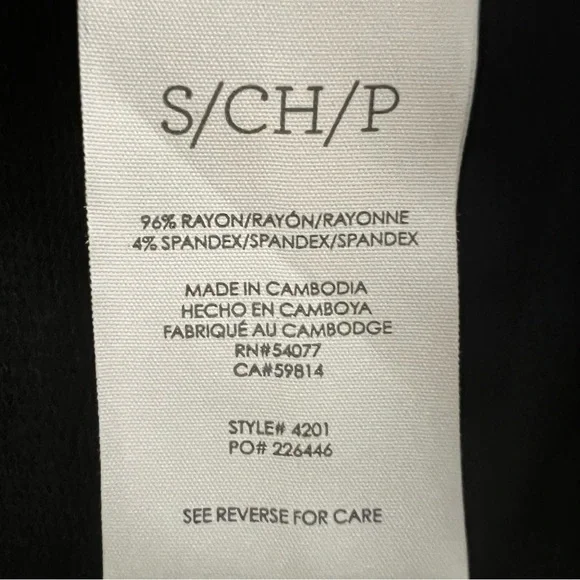 S/CH/P
96% RAYON/RAYÓN/RAYONNE
4% SPANDEX/SPANDEX/SPANDEX
MADE IN CAMBODIA
HECHO EN CAMBOYA
FABRIQUÉ AU CAMBODGE
RN#54077
CA#59814
STYLE# 4201
PO# 226446
SEE REVERSE FOR CARE